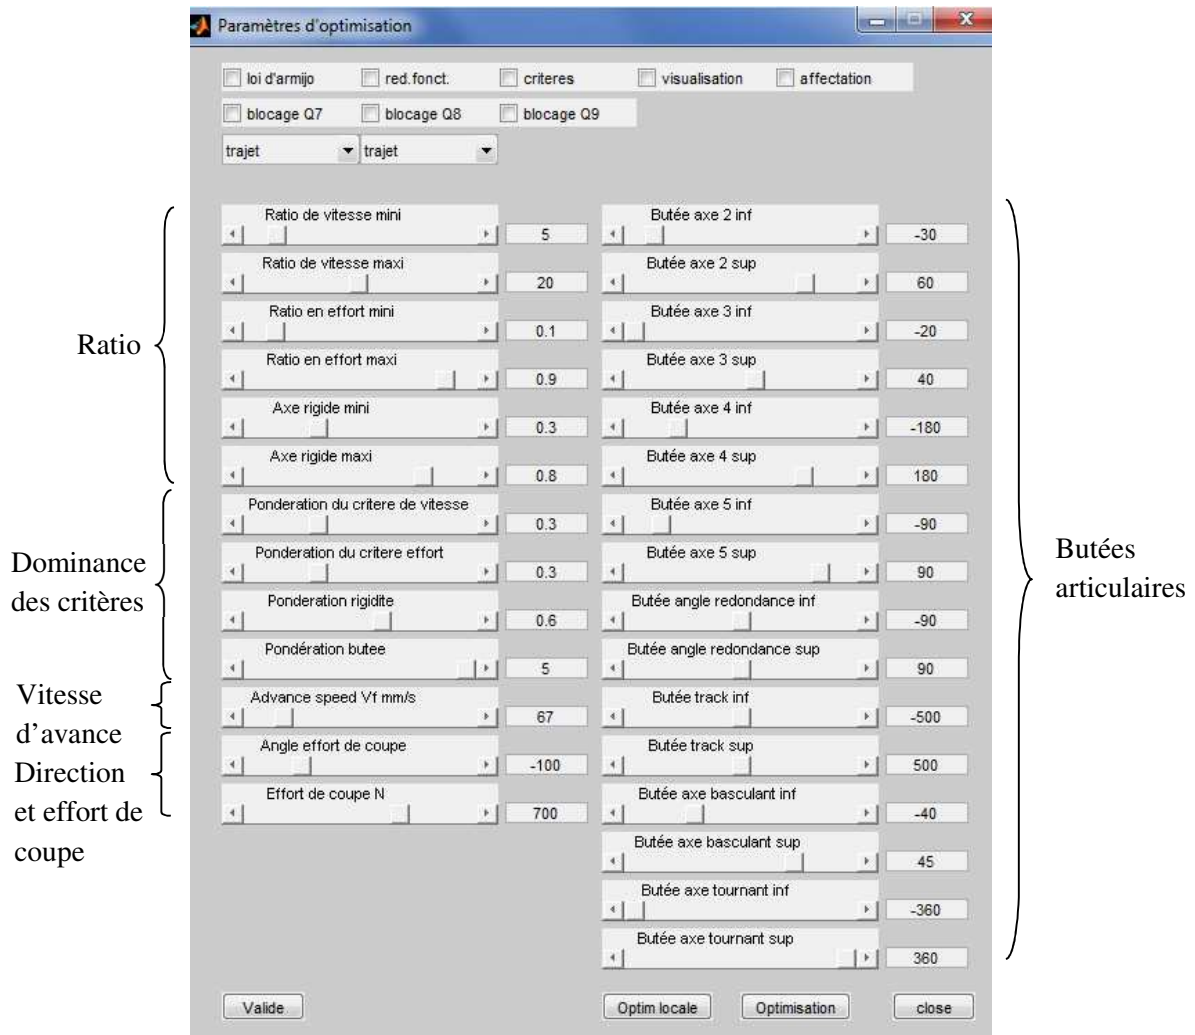 Paramètres d'optimisation
loi d'armijo red.fonct. criteres visualisation affectation
blocage Q7 blocage Q8 blocage Q9
trajet trajet
Ratio
Ratio de vitesse mini
5
Ratio de vitesse maxi
20
Ratio en effort mini
0.1
Ratio en effort maxi
0.9
Axe rigide mini
0.3
Axe rigide maxi
0.8
Dominance
des critères
Ponderation du critere de vitesse
0.3
Ponderation du critere effort
0.3
Ponderation rigidite
0.6
Pondération butee
5
Vitesse
d'avance
Advance speed Vf mm/s
67
Direction
et effort de
coupe
Angle effort de coupe
-100
Effort de coupe N
700
Butée axe 2 inf
-30
Butée axe 2 sup
60
Butée axe 3 inf
-20
Butée axe 3 sup
40
Butée axe 4 inf
-180
Butée axe 4 sup
180
Butée axe 5 inf
-90
Butée axe 5 sup
90
Butée angle redondance inf
-90
Butée angle redondance sup
90
Butée track inf
-500
Butée track sup
500
Butée axe basculant inf
-40
Butée axe basculant sup
45
Butée axe tournant inf
-360
Butée axe tournant sup
360
Butées
articulaires
Valide Optim locale Optimisation close